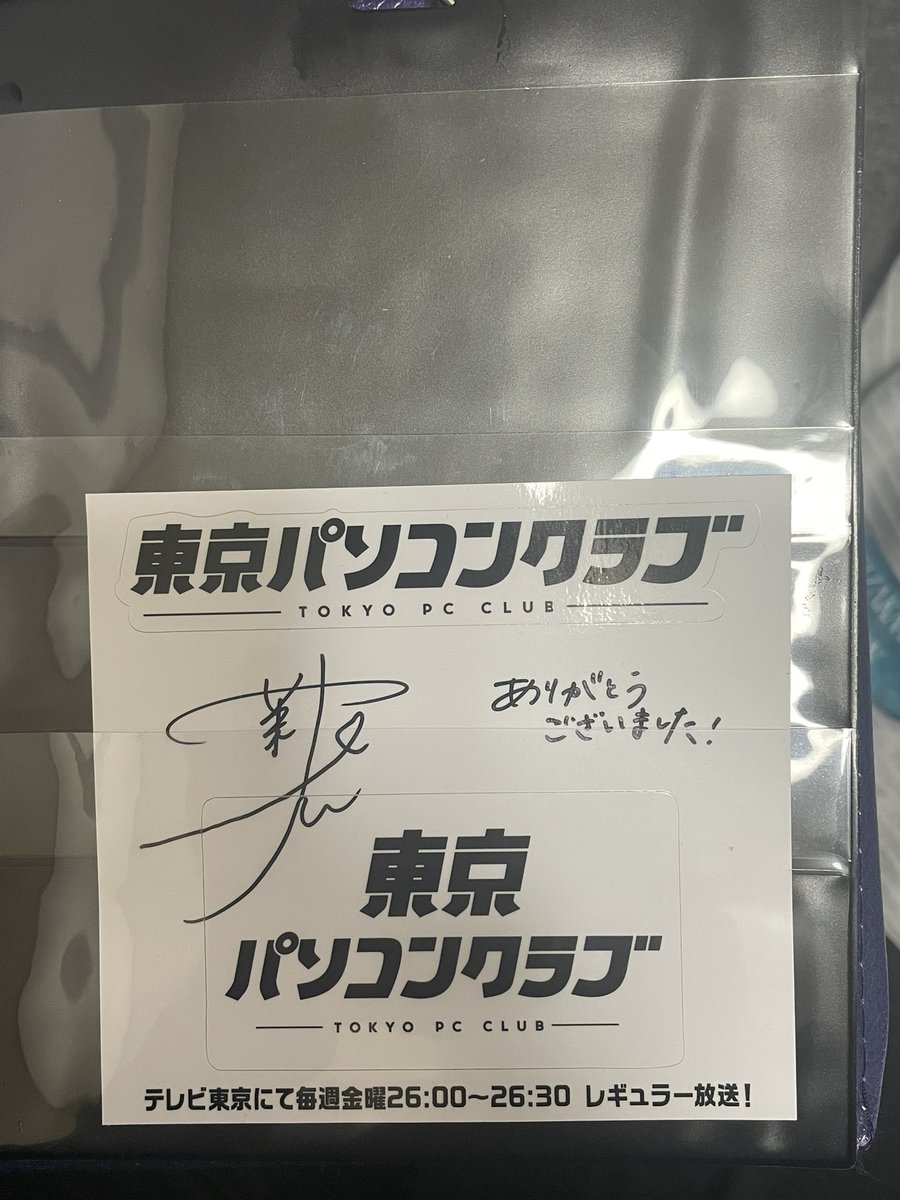 東京パソコンクラブ
TOKYO PC CLUB
ありがとう
ございました!
東京
パソコンクラブ
TOKYO PC CLUB
テレビ東京にて毎週金曜26:00〜26:30 レギュラー放送!